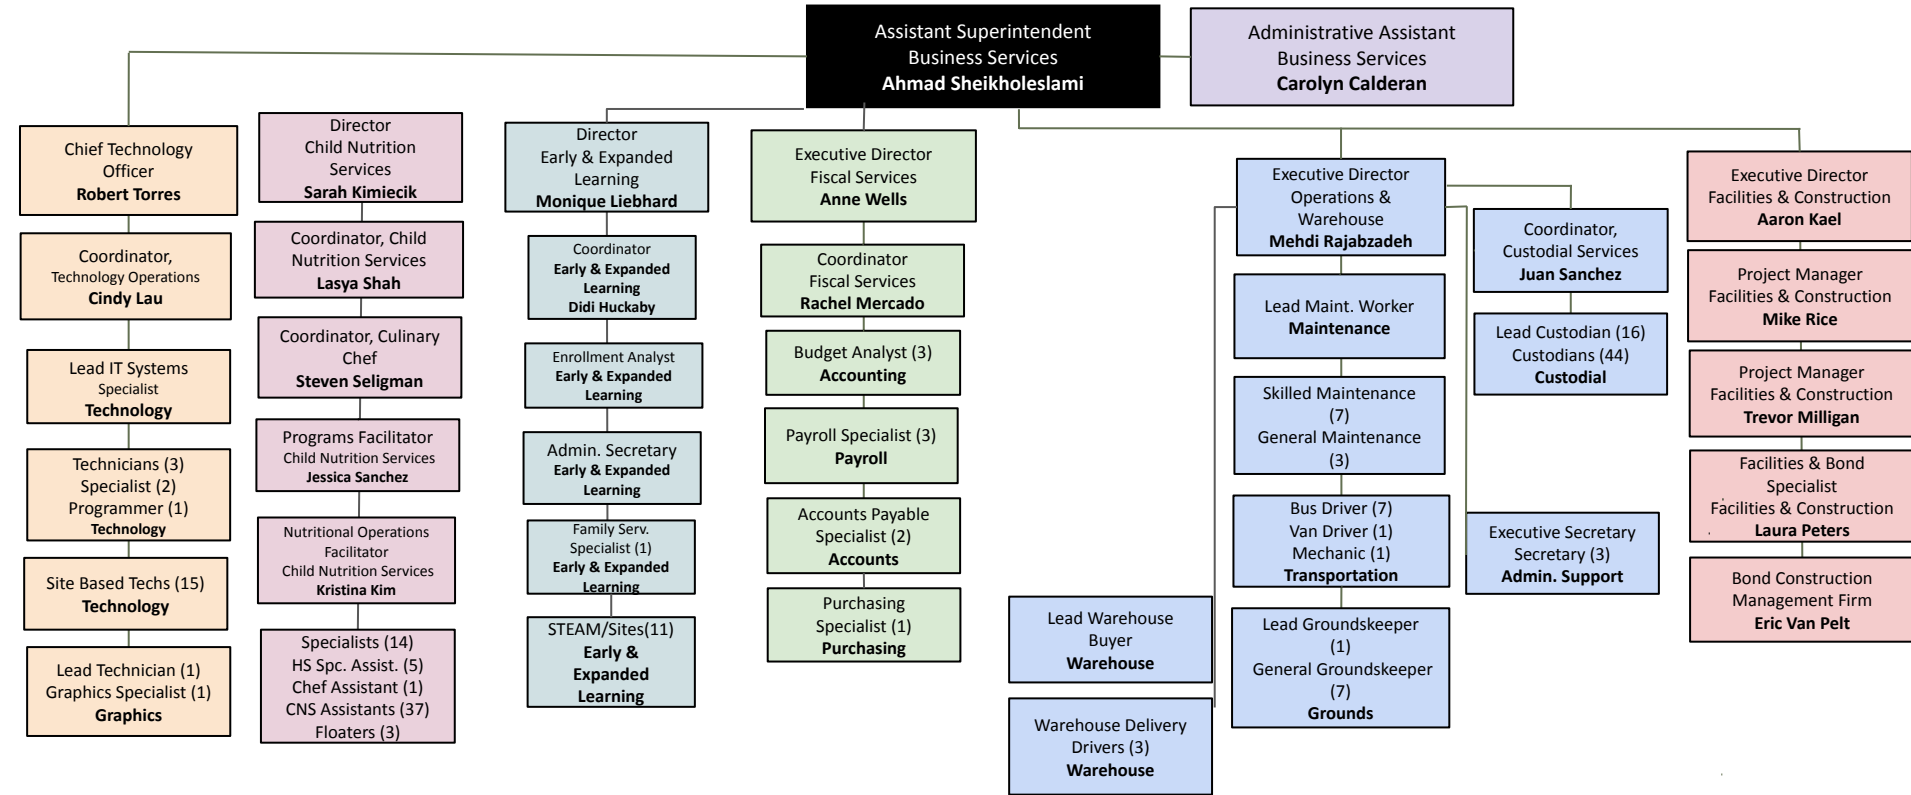 Assistant Superintendent
Business Services
Ahmad Sheikholeslami
Administrative Assistant
Business Services
Carolyn Calderan
Chief Technology
Officer
Robert Torres
Coordinator,
Technology Operations
Cindy Lau
Lead IT Systems
Specialist
Technology
Technicians (3)
Specialist (2)
Programmer (1)
Technology
Site Based Techs (15)
Technology
Lead Technician (1)
Graphics Specialist (1)
Graphics
Director
Child Nutrition
Services
Sarah Kimiecik
Coordinator, Child
Nutrition Services
Lasya Shah
Coordinator, Culinary
Chef
Steven Seligman
Programs Facilitator
Child Nutrition Services
Jessica Sanchez
Nutritional Operations
Facilitator
Child Nutrition Services
Kristina Kim
Specialists (14)
HS Spc. Assist. (5)
Chef Assistant (1)
CNS Assistants (37)
Floaters (3)
Director
Early & Expanded
Learning
Monique Liebhard
Coordinator
Early & Expanded
Learning
Didi Huckaby
Enrollment Analyst
Early & Expanded
Learning
Admin. Secretary
Early & Expanded
Learning
Family Serv.
Specialist (1)
Early & Expanded
Learning
STEAM/Sites(11)
Early &
Expanded
Learning
Executive Director
Fiscal Services
Anne Wells
Coordinator
Fiscal Services
Rachel Mercado
Budget Analyst (3)
Accounting
Payroll Specialist (3)
Payroll
Accounts Payable
Specialist (2)
Accounts
Purchasing
Specialist (1)
Purchasing
Executive Director
Operations &
Warehouse
Mehdi Rajabzadeh
Lead Maint. Worker
Maintenance
Skilled Maintenance
(7)
General Maintenance
(3)
Bus Driver (7)
Van Driver (1)
Mechanic (1)
Transportation
Lead Groundskeeper
(1)
General Groundskeeper
(7)
Grounds
Lead Warehouse
Buyer
Warehouse
Warehouse Delivery
Drivers (3)
Warehouse
Coordinator,
Custodial Services
Juan Sanchez
Lead Custodian (16)
Custodians (44)
Custodial
Executive Secretary
Secretary (3)
Admin. Support
Executive Director
Facilities & Construction
Aaron Kael
Project Manager
Facilities & Construction
Mike Rice
Project Manager
Facilities & Construction
Trevor Milligan
Facilities & Bond
Specialist
Facilities & Construction
Laura Peters
Bond Construction
Management Firm
Eric Van Pelt